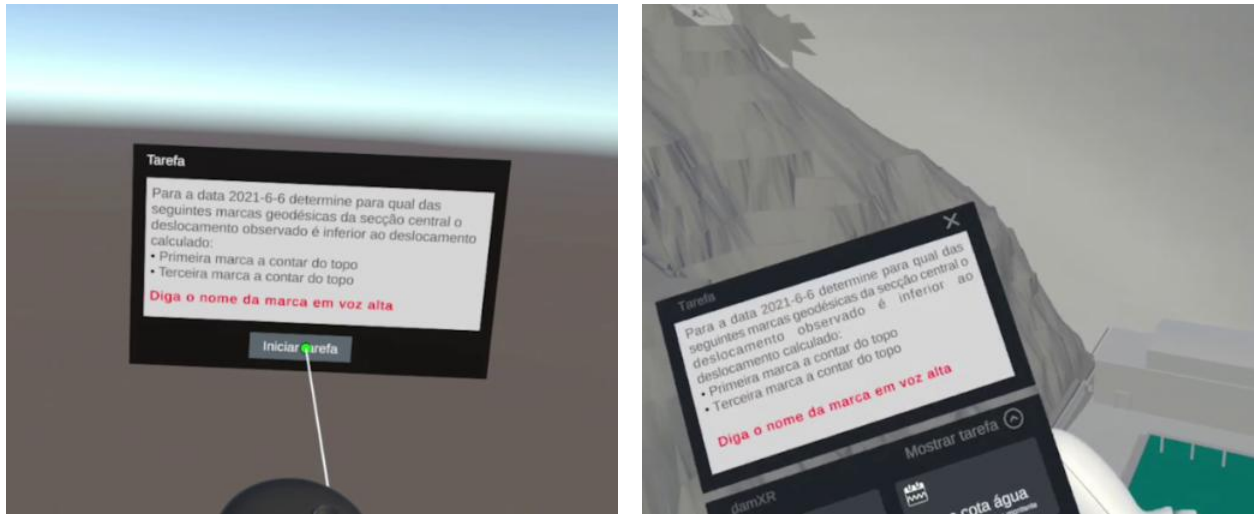 Tarefa
Para a data 2021-6-6 determine para qual das
seguintes marcas geodésicas da secção central o
deslocamento observado é inferior ao deslocamento
calculado:
• Primeira marca a contar do topo
• Terceira marca a contar do topo
Diga o nome da marca em voz alta
Iniciar
Tarefa
Para a data 2021-6-6 determine para qual das
seguintes marcas geodésicas da secção central o
deslocamento observado é inferior ao
deslocamento calculado:
• Primeira marca a contar do topo
• Terceira marca a contar do topo
Diga o nome da marca em voz alta
Mostrar tarefa
damXR
cota água